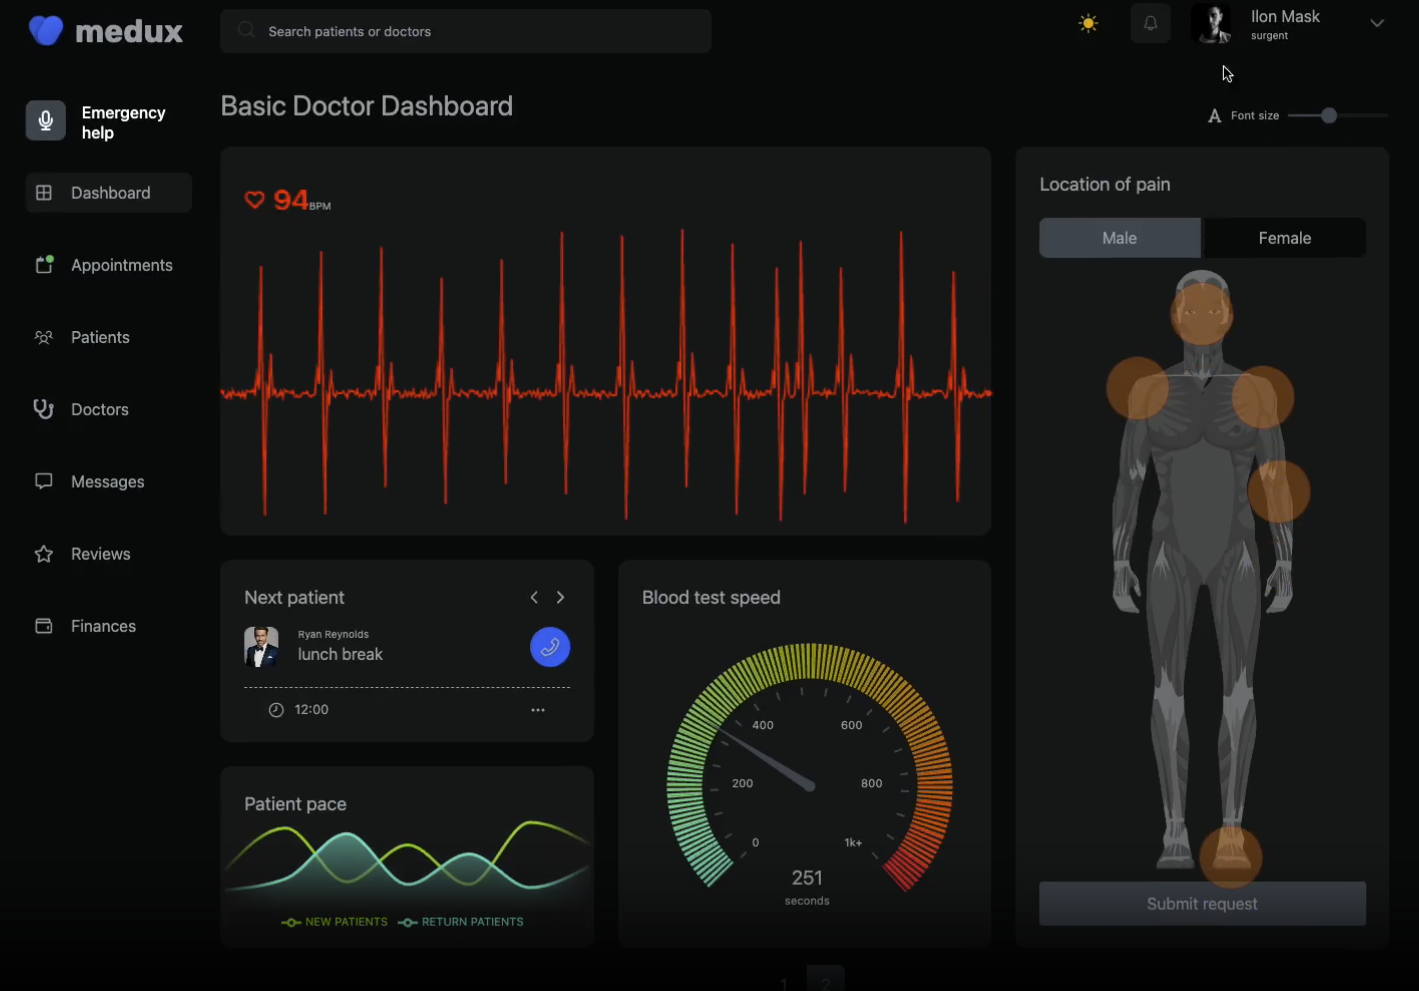 medux
Search patients or doctors
Ilon Mask
surgent
Emergency
help
Basic Doctor Dashboard
A Font size
Dashboard
Appointments
Patients
Doctors
Messages
Reviews
Finances
94 BPM
Location of pain
Male
Female
Next patient
Ryan Reynolds
lunch break
12:00
Blood test speed
400
600
200
800
0
1k+
251
seconds
Patient pace
NEW PATIENTS
RETURN PATIENTS
Submit request
1
2